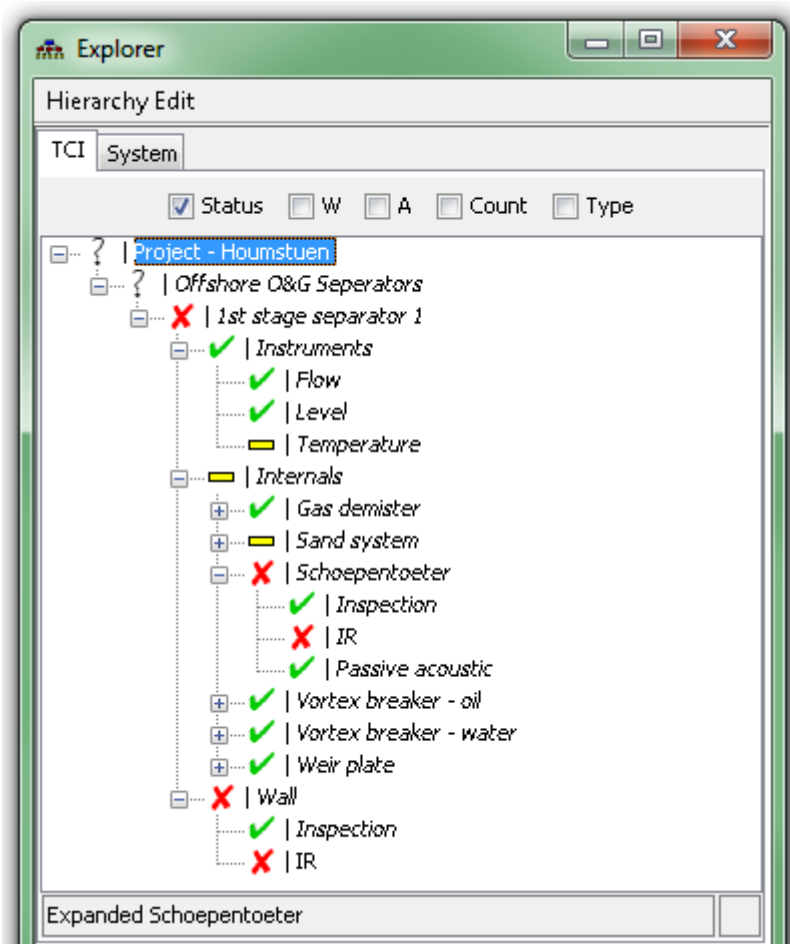 Explorer
Hierarchy Edit
TCI System
Status W A Count Type
? | Project - Houmstuen
? | Offshore O&G Seperators
| 1st stage separator 1
| Instruments
| Flow
| Level
| Temperature
| Internals
| Gas demister
| Sand system
| Schoepentoeter
| Inspection
| IR
| Passive acoustic
| Vortex breaker - oil
| Vortex breaker - water
| Weir plate
| Wall
| Inspection
| IR
Expanded Schoepentoeter